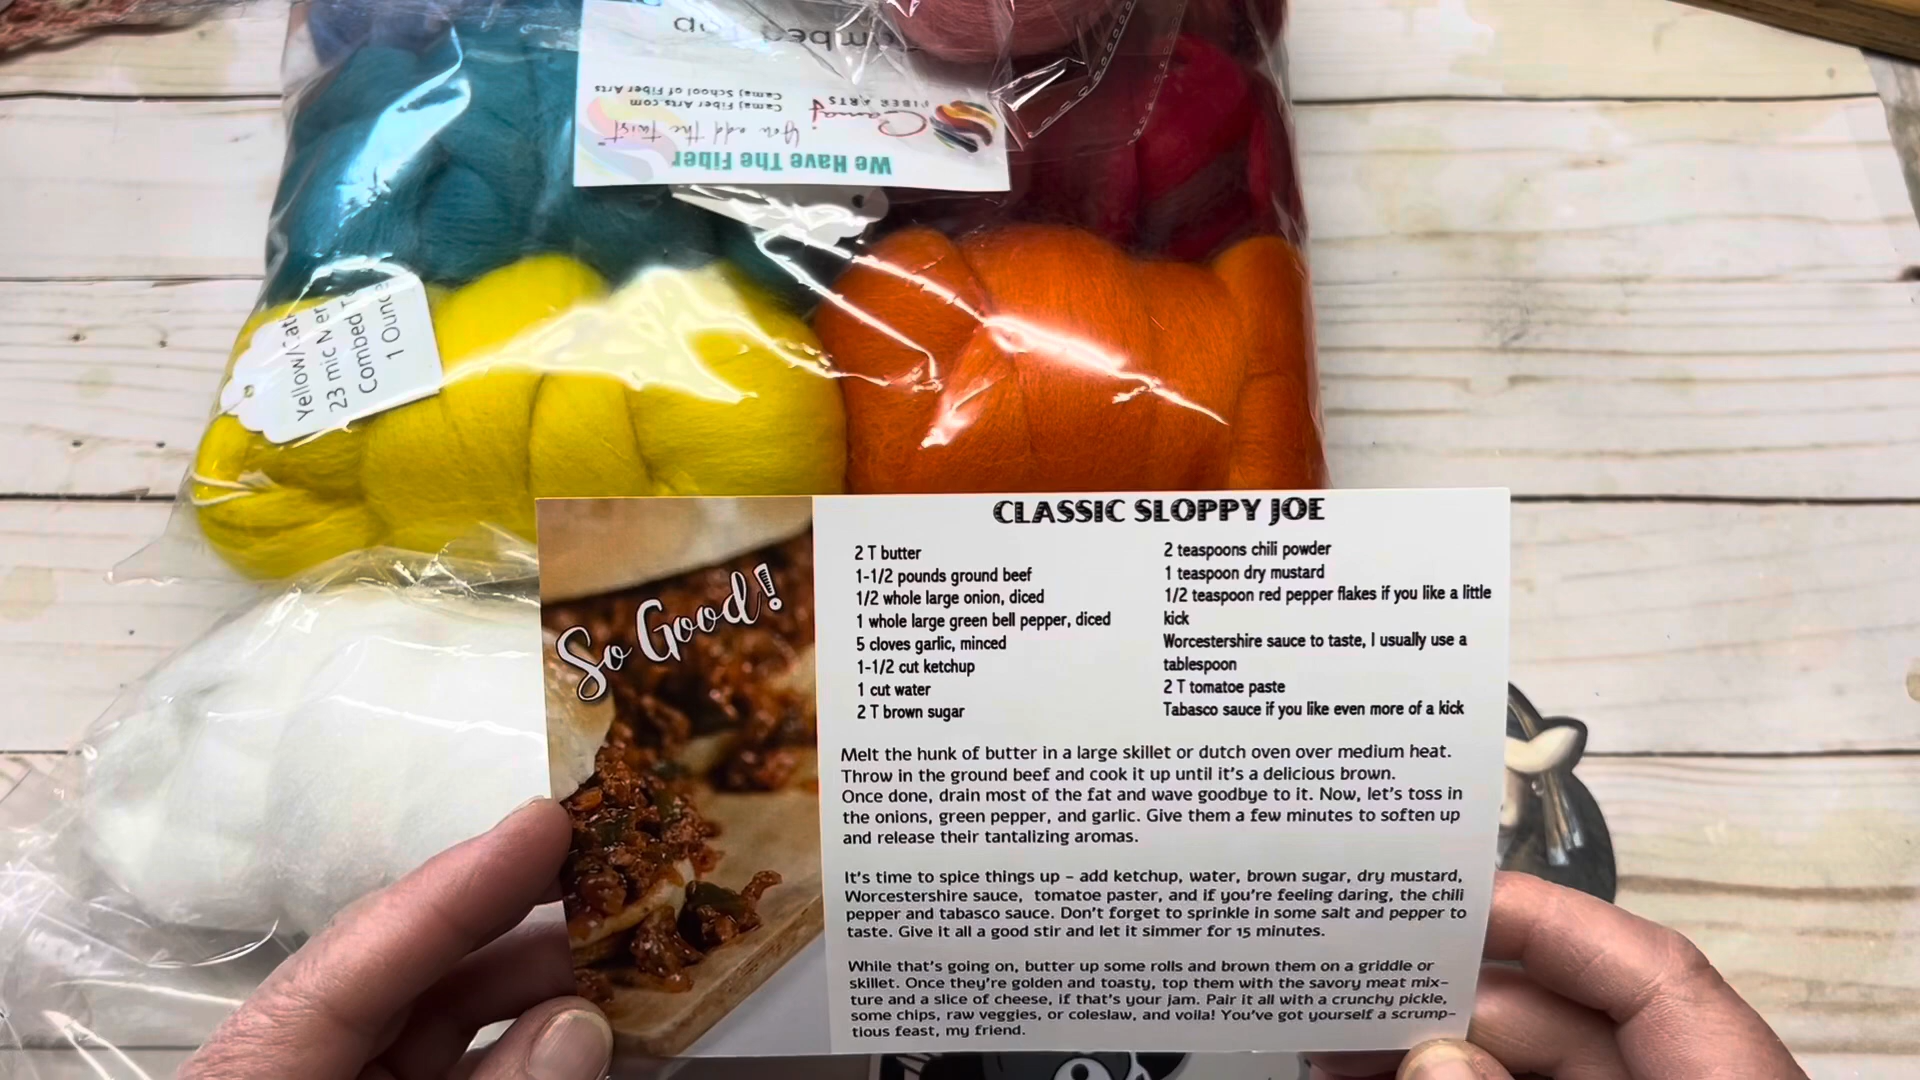 Combed Top
Camaj School of Fiber Arts
Camaj Fiber Arts.com
Camaj
FIBER ARTS
"You add the twist"
We Have The Fiber
Yellow/
23 mic Mer
Combed T
1 Ounce
So Good!
CLASSIC SLOPPY JOE
2 T butter
1-1/2 pounds ground beef
1/2 whole large onion, diced
1 whole large green bell pepper, diced
5 cloves garlic, minced
1-1/2 cut ketchup
1 cut water
2 T brown sugar
2 teaspoons chili powder
1 teaspoon dry mustard
1/2 teaspoon red pepper flakes if you like a little
kick
Worcestershire sauce to taste, I usually use a
tablespoon
2 T tomatoe paste
Tabasco sauce if you like even more of a kick
Melt the hunk of butter in a large skillet or dutch oven over medium heat.
Throw in the ground beef and cook it up until it's a delicious brown.
Once done, drain most of the fat and wave goodbye to it. Now, let's toss in
the onions, green pepper, and garlic. Give them a few minutes to soften up
and release their tantalizing aromas.
It's time to spice things up – add ketchup, water, brown sugar, dry mustard,
Worcestershire sauce, tomatoe paster, and if you're feeling daring, the chili
pepper and tabasco sauce. Don't forget to sprinkle in some salt and pepper to
taste. Give it all a good stir and let it simmer for 15 minutes.
While that's going on, butter up some rolls and brown them on a griddle or
skillet. Once they're golden and toasty, top them with the savory meat mix-
ture and a slice of cheese, if that's your jam. Pair it all with a crunchy pickle,
some chips, raw veggies, or coleslaw, and voila! You've got yourself a scrump-
tious feast, my friend.